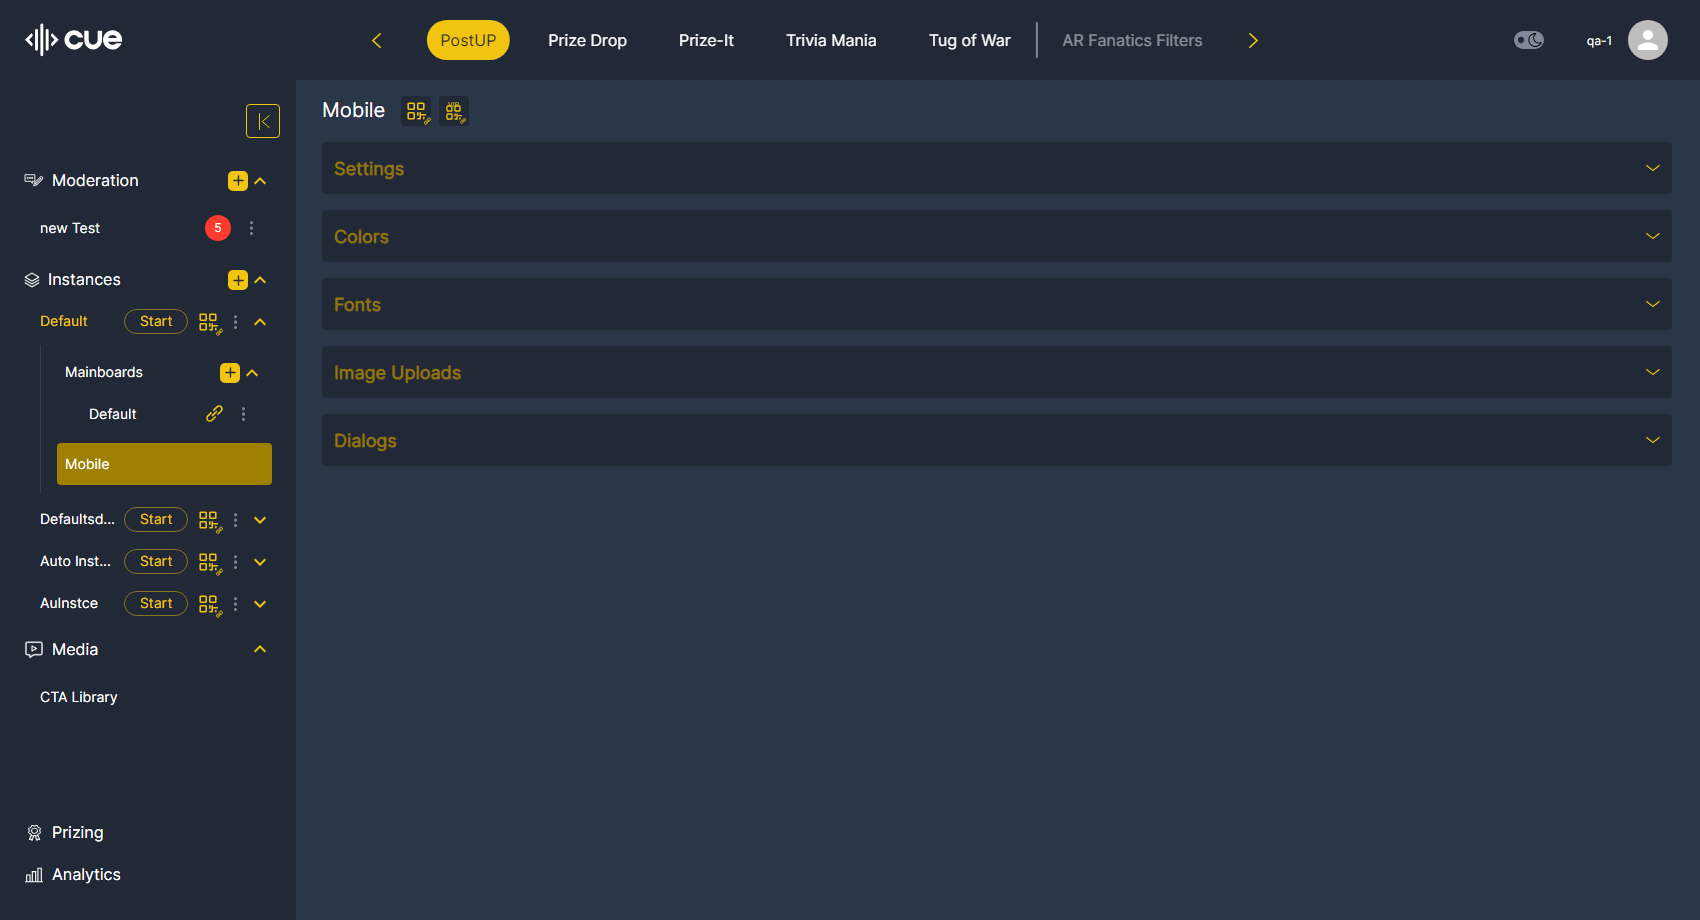 cue
PostUP
Prize Drop
Prize-It
Trivia Mania
Tug of War
AR Fanatics Filters
qa-1
Moderation
new Test
5
Instances
Default
Start
Mainboards
Default
Mobile
Defaultsd...
Start
Auto Inst...
Start
AuInstce
Start
Media
CTA Library
Prizing
Analytics
Mobile
VIP
Settings
Colors
Fonts
Image Uploads
Dialogs